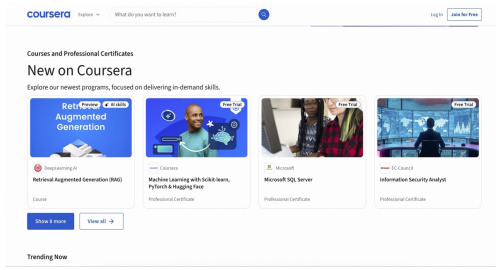 coursera
Explore
What do you want to learn?
Log In
Join for Free
Courses and Professional Certificates
New on Coursera
Explore our newest programs, focused on delivering in-demand skills.
Preview
AI skills
Augmented
Generation
Free Trial
Free Trial
Free Trial
DeepLearning.AI
Coursera
Microsoft
EC-Council
Retrieval Augmented Generation (RAG)
Machine Learning with Scikit-learn,
PyTorch & Hugging Face
Microsoft SQL Server
Information Security Analyst
Course
Professional Certificate
Professional Certificate
Professional Certificate
Show 8 more
View all →
Trending Now